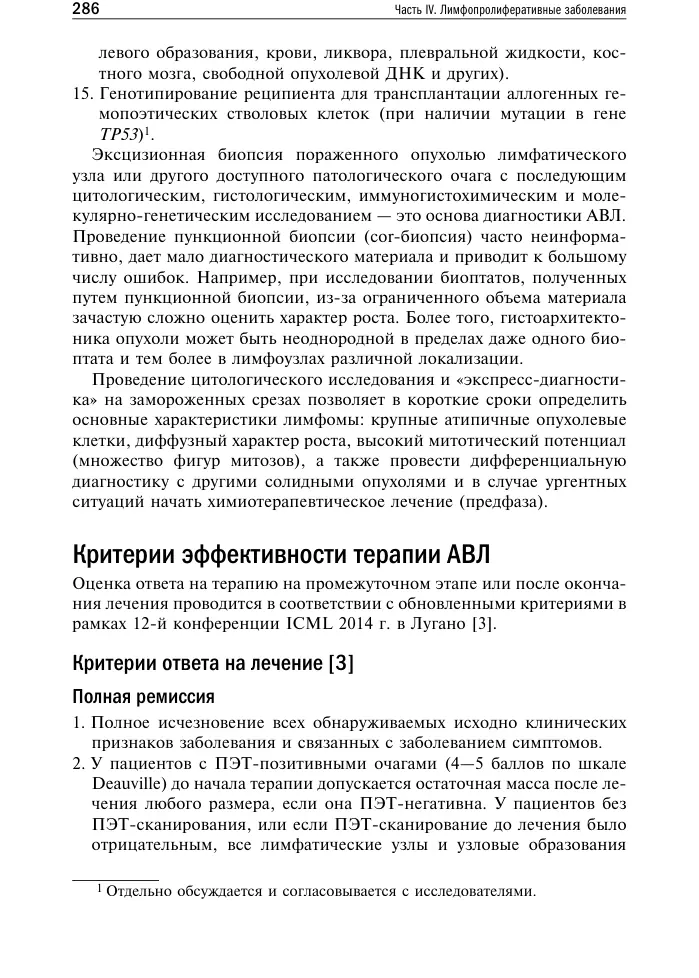 286
Часть IV. Лимфопролиферативные заболевания
левого образования, крови, ликвора, плевральной жидкости, кос-
тного мозга, свободной опухолевой ДНК и других).
15. Генотипирование реципиента для трансплантации аллогенных ге-
мопоэтических стволовых клеток (при наличии мутации в гене
TP53)¹.
Эксцизионная биопсия пораженного опухолью лимфатического
узла или другого доступного патологического очага с последующим
цитологическим, гистологическим, иммуногистохимическим и моле-
кулярно-генетическим исследованием — это основа диагностики АВЛ.
Проведение пункционной биопсии (cor-биопсия) часто неинформа-
тивно, дает мало диагностического материала и приводит к большому
числу ошибок. Например, при исследовании биоптатов, полученных
путем пункционной биопсии, из-за ограниченного объема материала
зачастую сложно оценить характер роста. Более того, гистоархитекто-
ника опухоли может быть неоднородной в пределах даже одного био-
птата и тем более в лимфоузлах различной локализации.
Проведение цитологического исследования и «экспресс-диагности-
ка» на замороженных срезах позволяет в короткие сроки определить
основные характеристики лимфомы: крупные атипичные опухолевые
клетки, диффузный характер роста, высокий митотический потенциал
(множество фигур митозов), а также провести дифференциальную
диагностику с другими солидными опухолями и в случае ургентных
ситуаций начать химиотерапевтическое лечение (предфаза).
Критерии эффективности терапии АВЛ
Оценка ответа на терапию на промежуточном этапе или после оконча-
ния лечения проводится в соответствии с обновленными критериями в
рамках 12-й конференции ICML 2014 г. в Лугано [3].
Критерии ответа на лечение [3]
Полная ремиссия
1. Полное исчезновение всех обнаруживаемых исходно клинических
признаков заболевания и связанных с заболеванием симптомов.
2. У пациентов с ПЭТ-позитивными очагами (4—5 баллов по шкале
Deauville) до начала терапии допускается остаточная масса после ле-
чения любого размера, если она ПЭТ-негативна. У пациентов без
ПЭТ-сканирования, или если ПЭТ-сканирование до лечения было
отрицательным, все лимфатические узлы и узловые образования
¹ Отдельно обсуждается и согласовывается с исследователями.